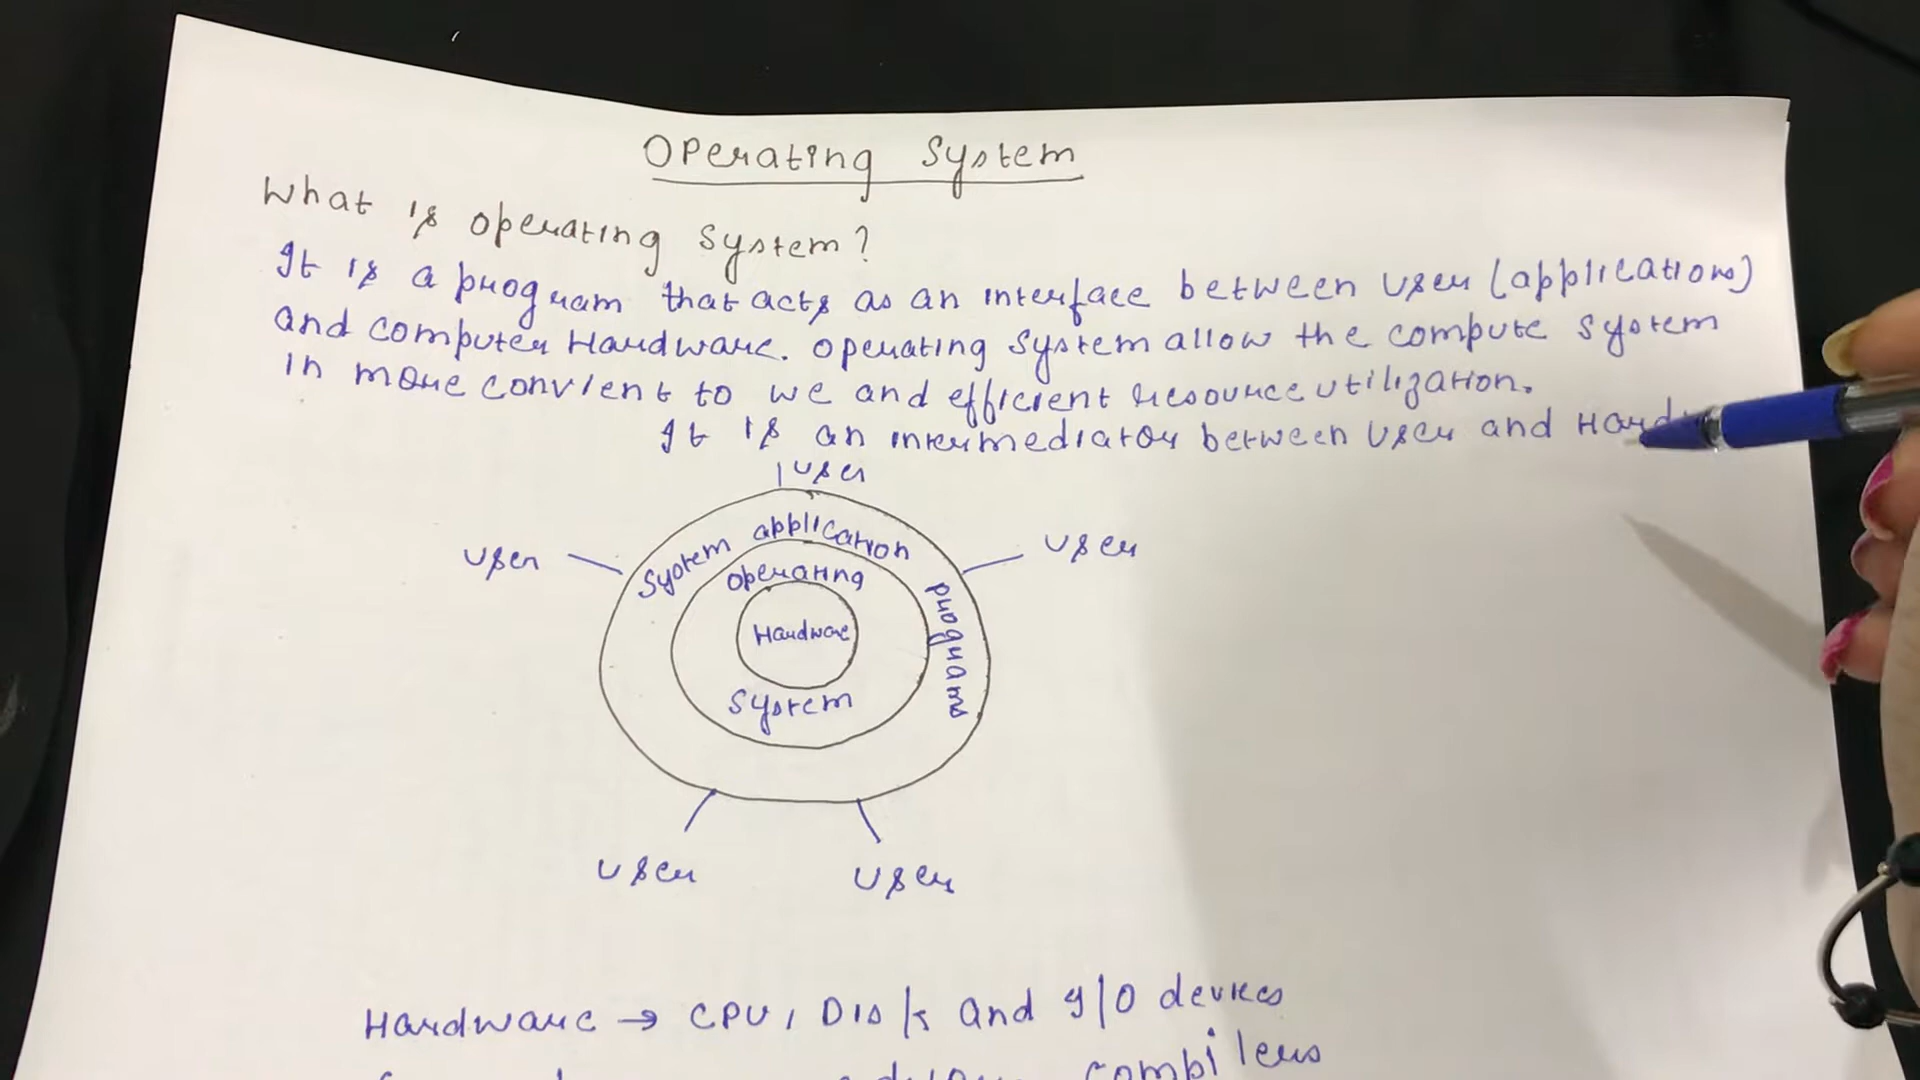 Operating System
What is operating system?
It is a program that acts as an interface between user (applications)
and computer Hardware. operating system allow the compute system
in more convient to we and efficient resource utilization.
It is an intermediator between user and
user
user
user
System application programs
operating
Hardware
System
user
user
Hardware → CPU, Disk and I/O devices
compilers